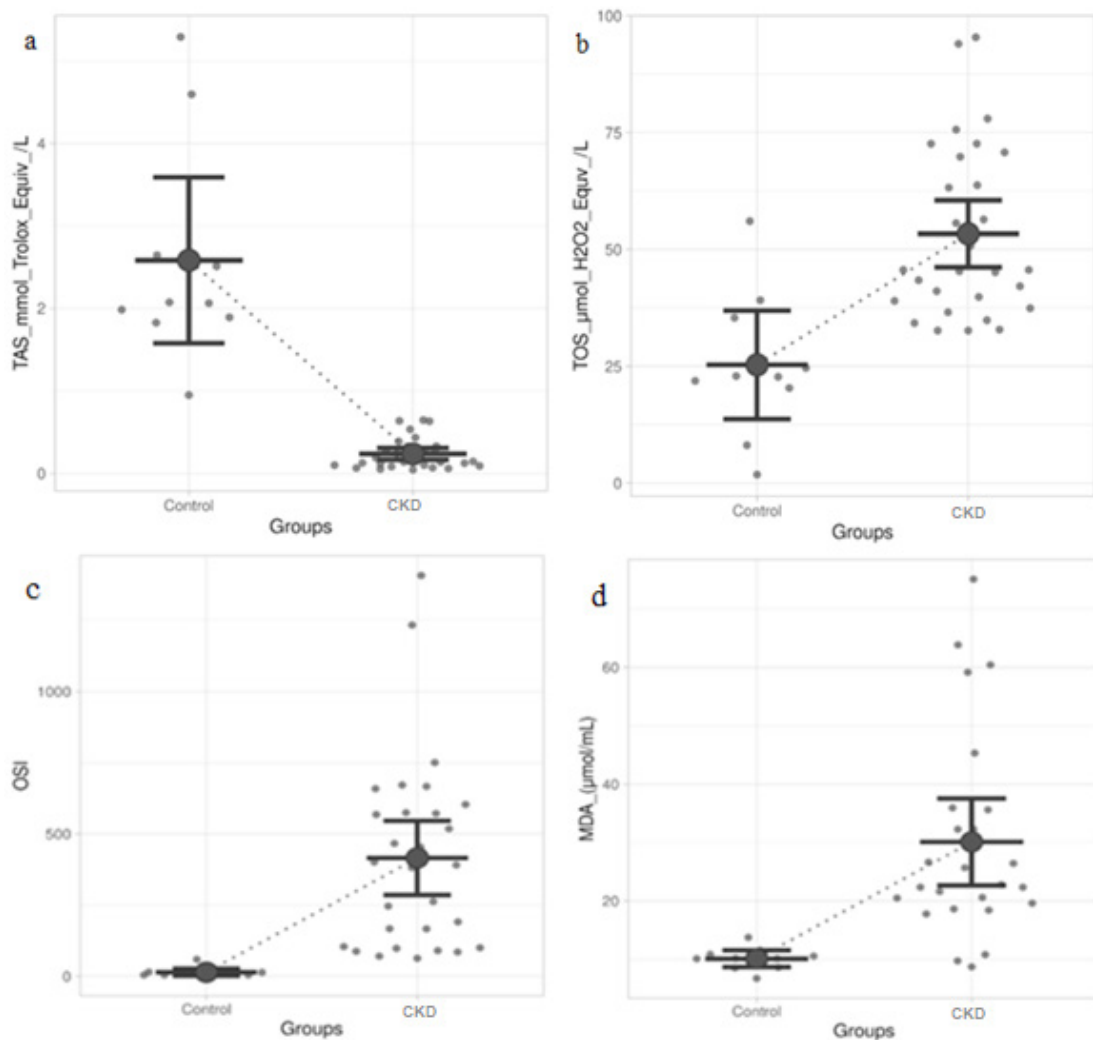 a
TAS_mmol_Trolox_Equiv_/L
4
2
0
Control CKD
Groups
b
TOS_µmol_H2O2_Equv_/L
100
75
50
25
0
Control CKD
Groups
c
OSI
1000
500
0
Control CKD
Groups
d
MDA_(µmol/mL)
60
40
20
Control CKD
Groups